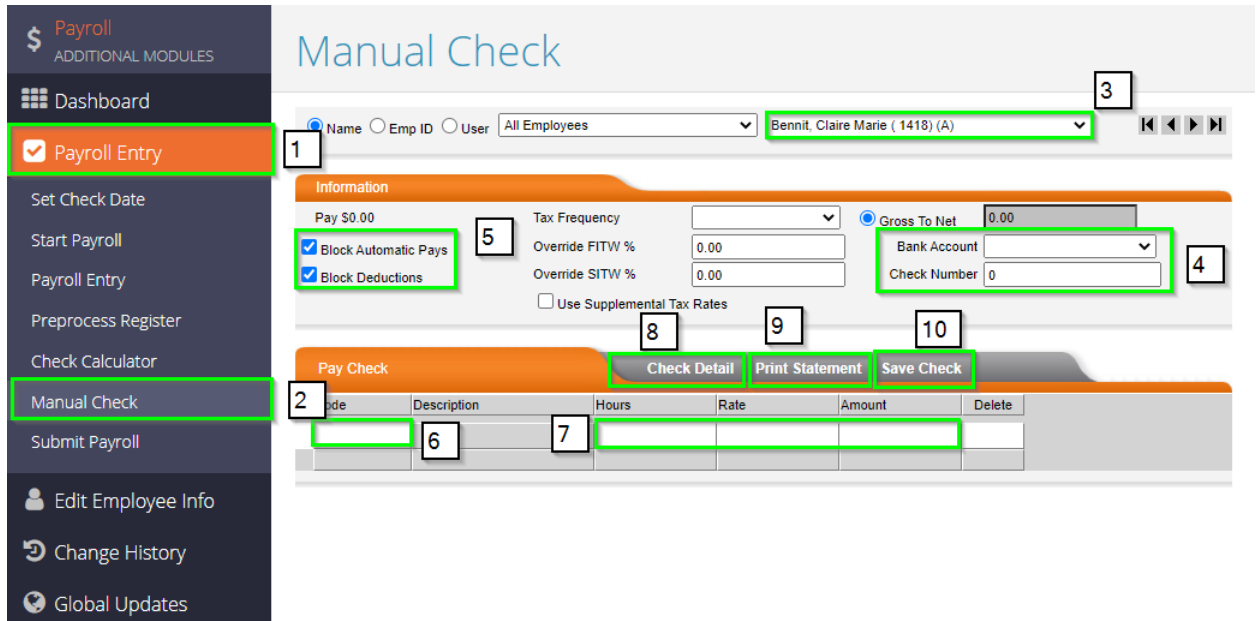 $ Payroll
ADDITIONAL MODULES
Manual Check
Dashboard
3
Name Emp ID User All Employees Bennit, Claire Marie ( 1418) (A)
1
Payroll Entry
Information
Set Check Date
Pay $0.00 Tax Frequency Gross To Net 0.00
5
Start Payroll
Block Automatic Pays Override FITW % 0.00 Bank Account
4
Payroll Entry
Block Deductions Override SITW % 0.00 Check Number 0
Use Supplemental Tax Rates
Preprocess Register
8 9 10
Check Calculator
Pay Check Check Detail Print Statement Save Check
Manual Check
2 ode Description Hours Rate Amount Delete
Submit Payroll
6 7
Edit Employee Info
Change History
Global Updates